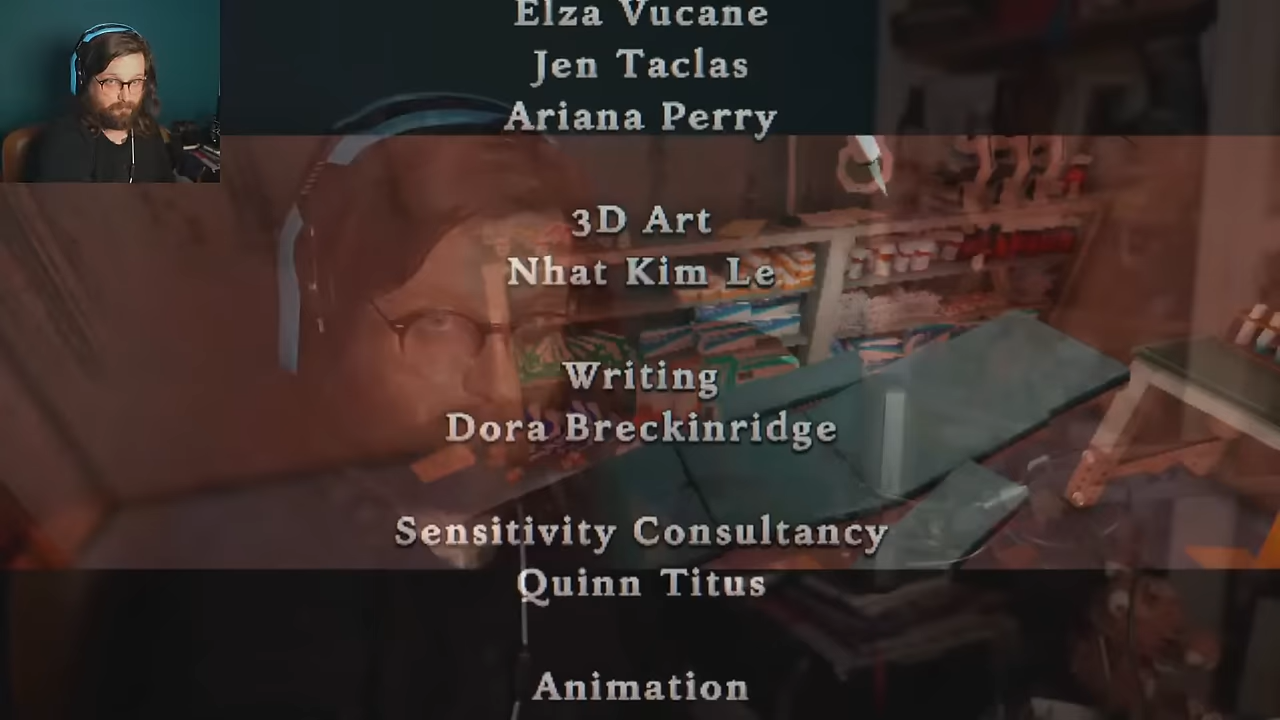 Elza Vucane
Jen Taclas
Ariana Perry
3D Art
Nhat Kim Le
Writing
Dora Breckinridge
Sensitivity Consultancy
Quinn Titus
Animation